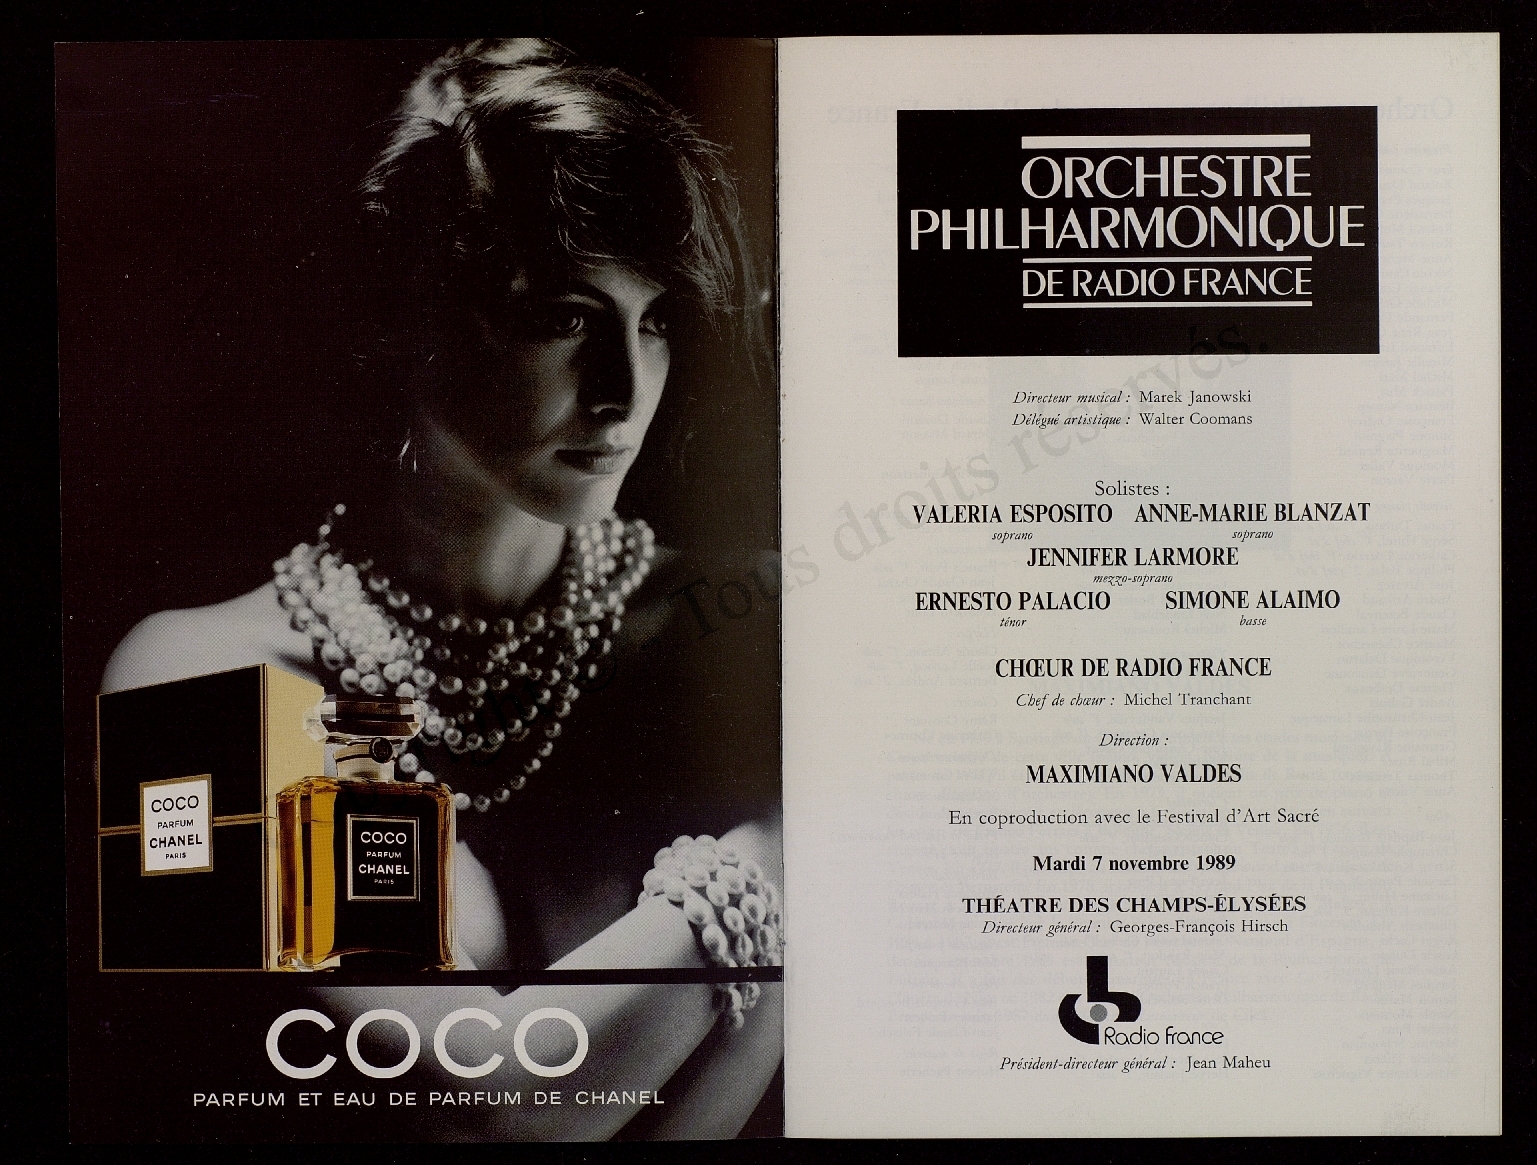 COCO
PARFUM
CHANEL
PARIS
COCO
PARFUM
CHANEL
PARIS
COCO
PARFUM ET EAU DE PARFUM DE CHANEL
ORCHESTRE
PHILHARMONIQUE
DE RADIO FRANCE
Directeur musical : Marek Janowski
Délégué artistique : Walter Coomans
Tous droits réservés.
Solistes :
VALERIA ESPOSITO ANNE-MARIE BLANZAT
soprano soprano
JENNIFER LARMORE
mezzo-soprano
ERNESTO PALACIO SIMONE ALAIMO
ténor basse
CHŒUR DE RADIO FRANCE
Chef de chœur : Michel Tranchant
Direction :
MAXIMIANO VALDES
En coproduction avec le Festival d'Art Sacré
Mardi 7 novembre 1989
THÉATRE DES CHAMPS-ÉLYSÉES
Directeur général : Georges-François Hirsch
Radio France
Président-directeur général : Jean Maheu